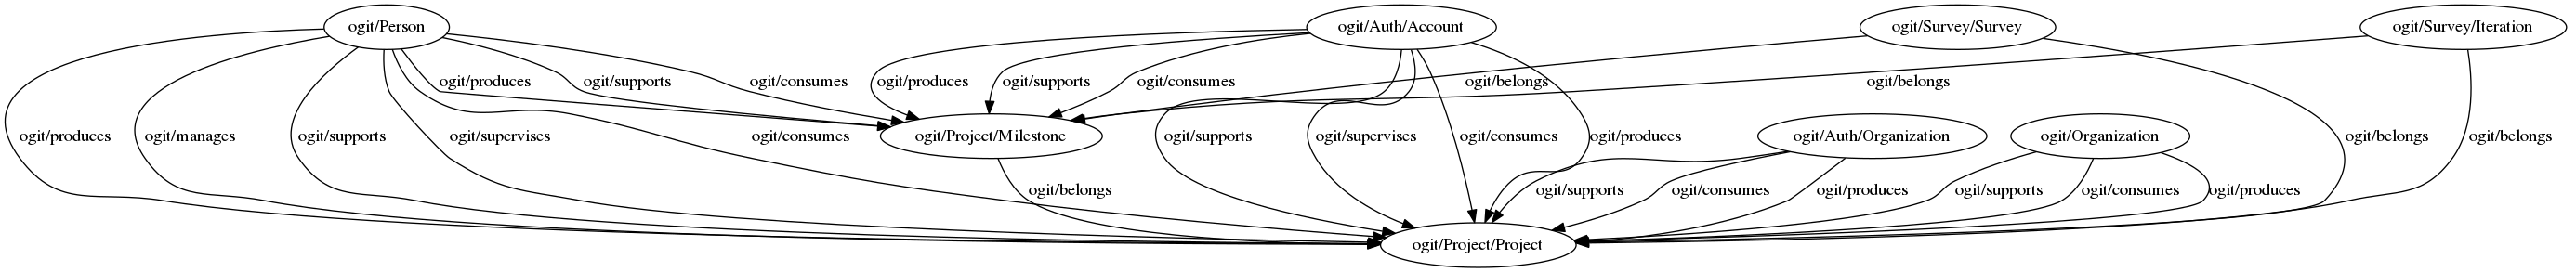 ogit/Person
ogit/Auth/Account
ogit/Survey/Survey
ogit/Survey/Iteration
ogit/produces
ogit/supports
ogit/consumes
ogit/produces
ogit/supports
ogit/consumes
ogit/belongs
ogit/belongs
ogit/produces
ogit/manages
ogit/supports
ogit/supervises
ogit/consumes
ogit/Project/Milestone
ogit/supports
ogit/supervises
ogit/consumes
ogit/produces
ogit/Auth/Organization
ogit/Organization
ogit/belongs
ogit/belongs
ogit/belongs
ogit/supports
ogit/consumes
ogit/produces
ogit/supports
ogit/consumes
ogit/produces
ogit/Project/Project